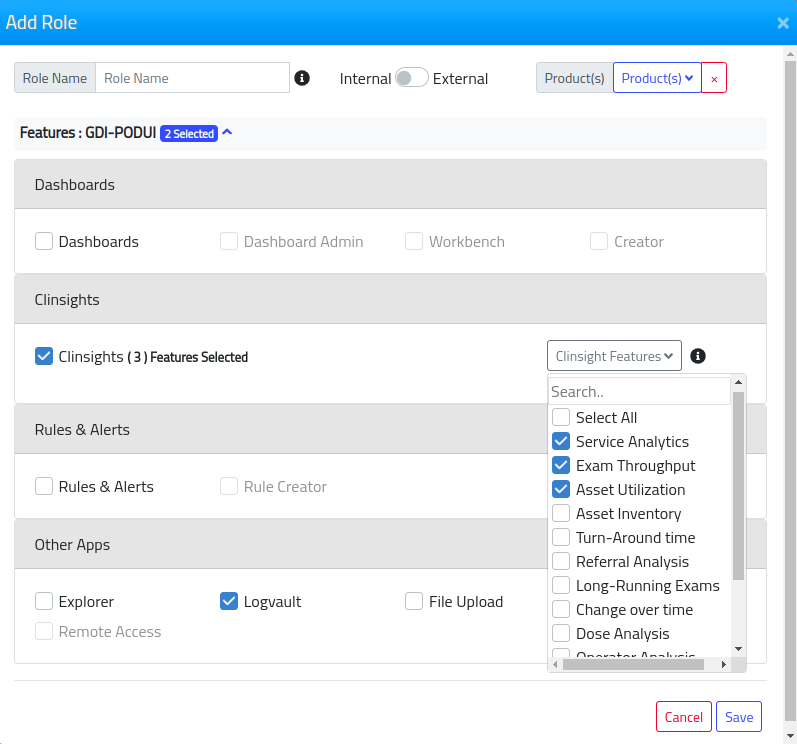 Add Role ×
Role Name Role Name Internal External Product(s) Product(s) ×
Features : GDI-PODUI 2 Selected
Dashboards
Dashboards Dashboard Admin Workbench Creator
Clinsights
Clinsights ( 3 ) Features Selected Clinsight Features
Search..
Select All
Service Analytics
Exam Throughput
Asset Utilization
Asset Inventory
Turn-Around time
Referral Analysis
Long-Running Exams
Change over time
Dose Analysis
Operator Analysis
Rules & Alerts
Rules & Alerts Rule Creator
Other Apps
Explorer Logvault File Upload
Remote Access
Cancel Save